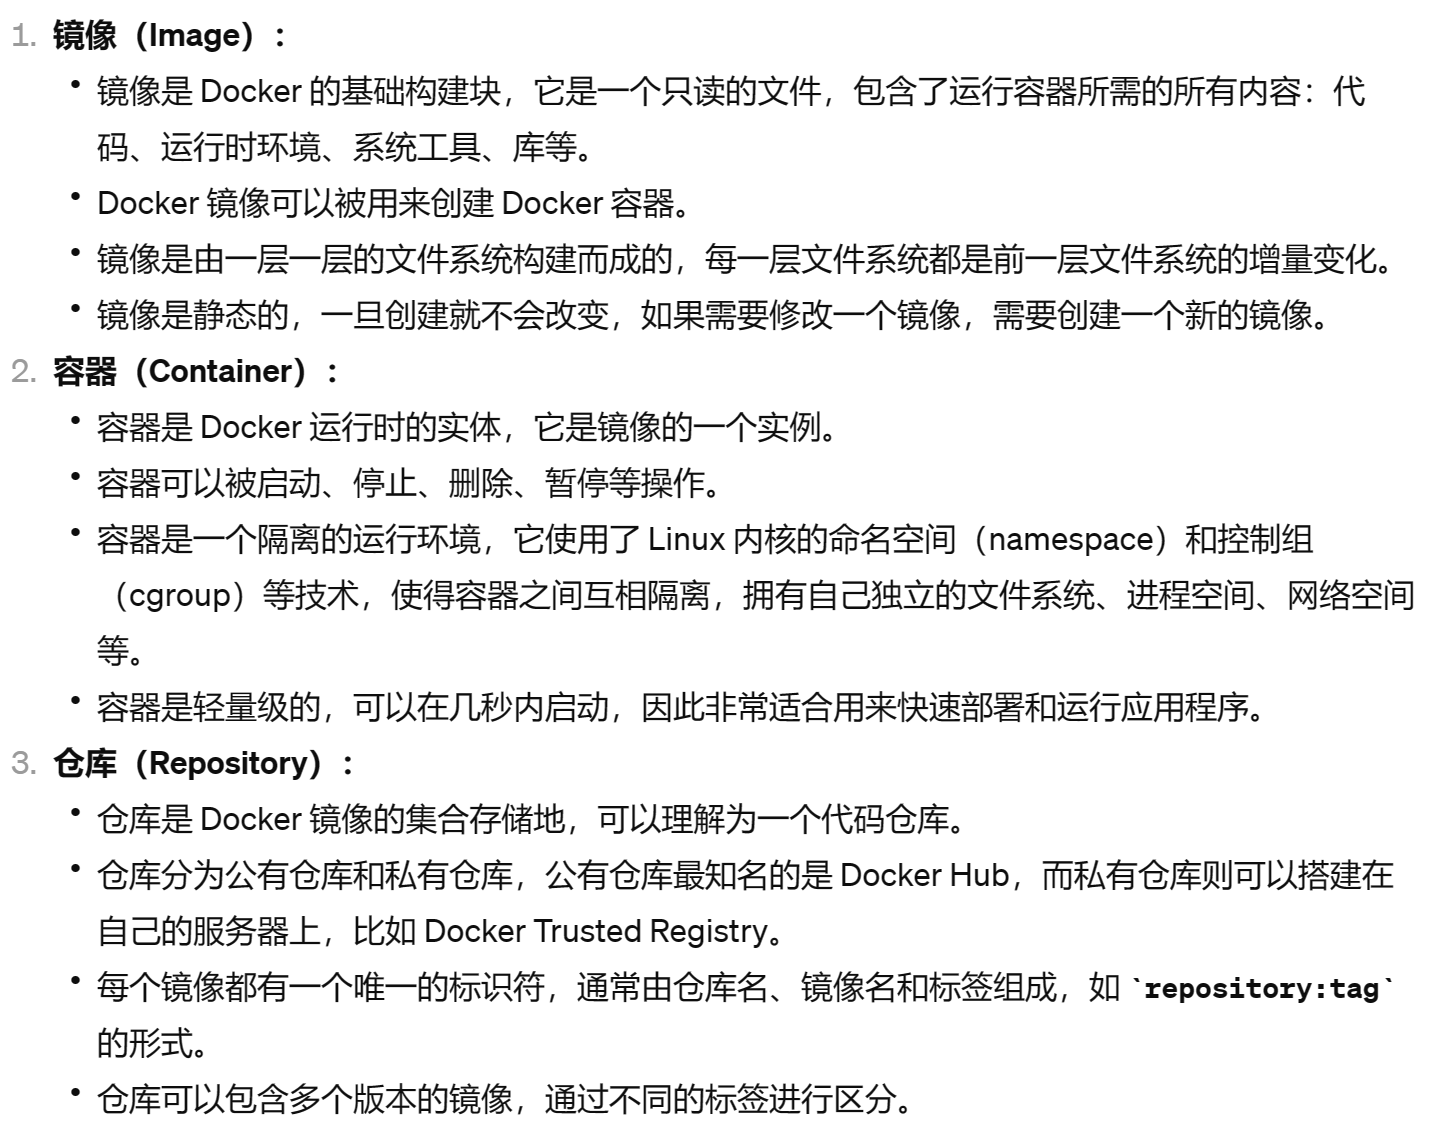 1. 镜像（Image）：
• 镜像是 Docker 的基础构建块，它是一个只读的文件，包含了运行容器所需的所有内容：代
码、运行时环境、系统工具、库等。
• Docker 镜像可以被用来创建 Docker 容器。
• 镜像是由一层一层的文件系统构建而成的，每一层文件系统都是前一层文件系统的增量变化。
• 镜像是静态的，一旦创建就不会改变，如果需要修改一个镜像，需要创建一个新的镜像。
2. 容器（Container）：
• 容器是 Docker 运行时的实体，它是镜像的一个实例。
• 容器可以被启动、停止、删除、暂停等操作。
• 容器是一个隔离的运行环境，它使用了 Linux 内核的命名空间（namespace）和控制组
（cgroup）等技术，使得容器之间互相隔离，拥有自己独立的文件系统、进程空间、网络空间
等。
• 容器是轻量级的，可以在几秒内启动，因此非常适合用来快速部署和运行应用程序。
3. 仓库（Repository）：
• 仓库是 Docker 镜像的集合存储地，可以理解为一个代码仓库。
• 仓库分为公有仓库和私有仓库，公有仓库最知名的是 Docker Hub，而私有仓库则可以搭建在
自己的服务器上，比如 Docker Trusted Registry。
• 每个镜像都有一个唯一的标识符，通常由仓库名、镜像名和标签组成，如 `repository:tag`
的形式。
• 仓库可以包含多个版本的镜像，通过不同的标签进行区分。